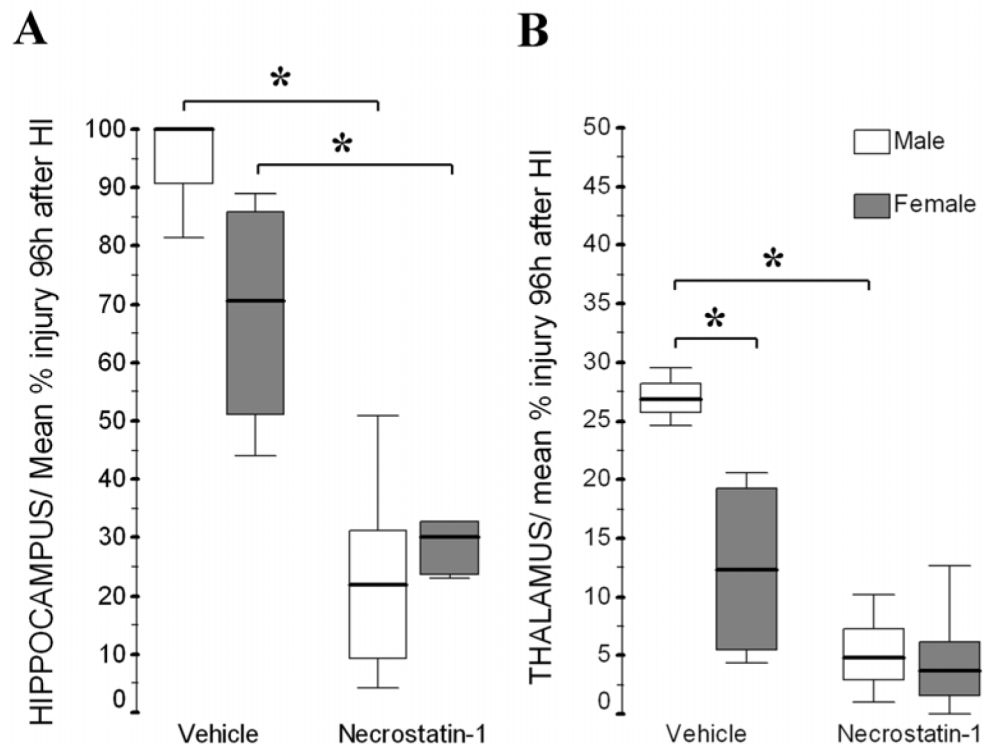 A
HIPPOCAMPUS/ Mean % injury 96h after HI
100
90
80
70
60
50
40
30
20
10
0
*
*
Vehicle
Necrostatin-1
B
THALAMUS/ mean % injury 96h after HI
50
45
40
35
30
25
20
15
10
5
0
Male
Female
*
*
Vehicle
Necrostatin-1